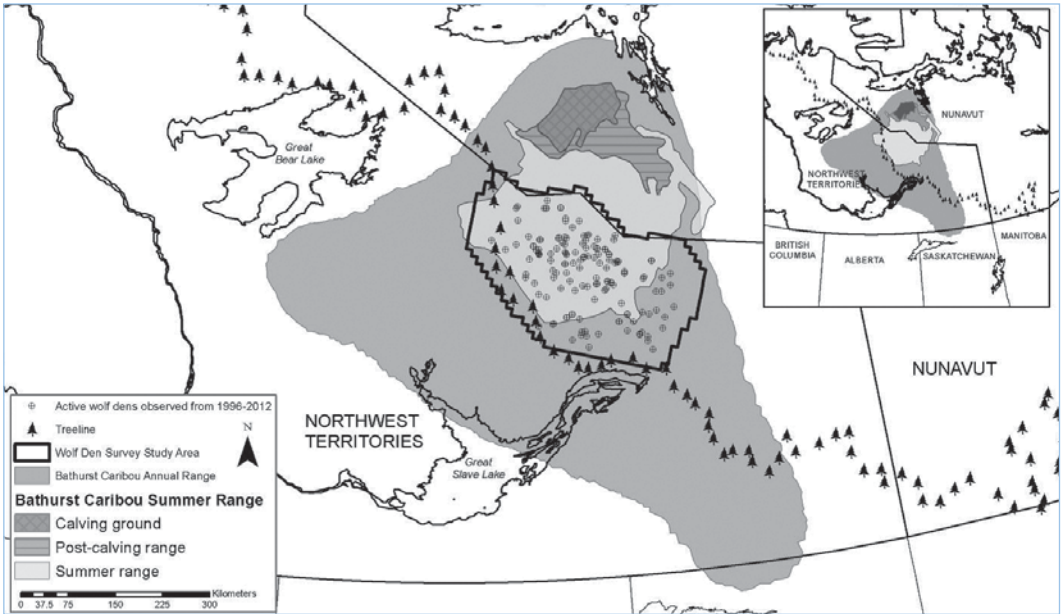 Great
Bear Lake
NORTHWEST
TERRITORIES
Great
Slave Lake
NUNAVUT
NUNAVUT
NORTHWEST
TERRITORIES
BRITISH
COLUMBIA
ALBERTA
SASKATCHEWAN
MANITOBA
Active wolf dens observed from 1996-2012
Treeline
N
Wolf Den Survey Study Area
Bathurst Caribou Annual Range
Bathurst Caribou Summer Range
Calving ground
Post-calving range
Summer range
Kilometers
0 37.5 75 150 225 300